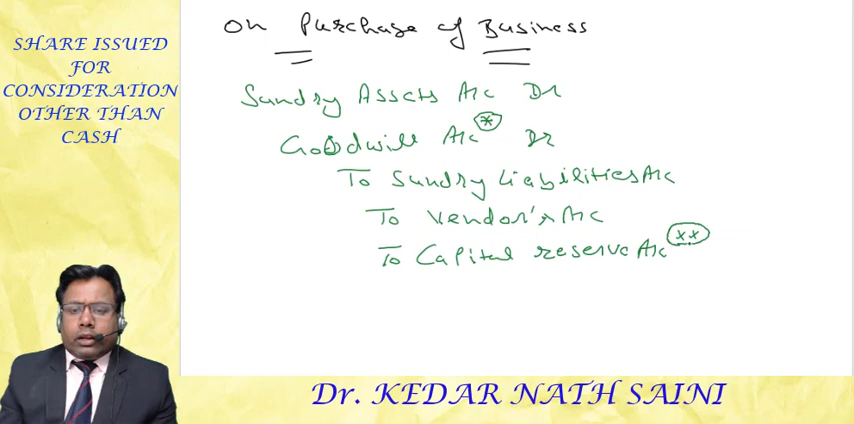 SHARE ISSUED
FOR
CONSIDERATION
OTHER THAN
CASH
On Purchase of Business
Sundry Assets A/c Dr
Goodwill A/c * Dr
To Sundry Liabilities A/c
To Vendor's A/c
To Capital reserve A/c **
Dr. KEDAR NATH SAINI